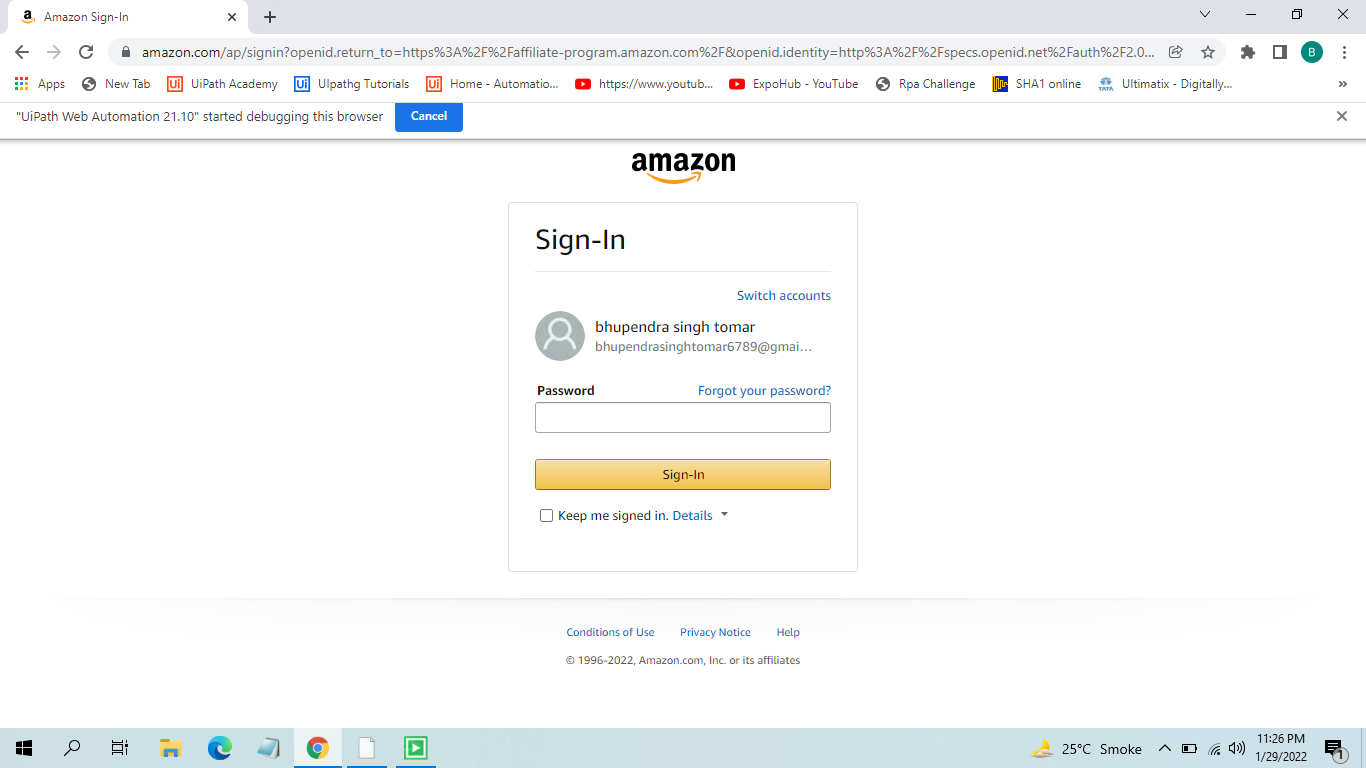 Amazon Sign-In
amazon.com/ap/signin?openid.return_to=https%3A%2F%2Faffiliate-program.amazon.com%2F&openid.identity=http%3A%2F%2Fspecs.openid.net%2Fauth%2F2.0...
B
Apps New Tab UiPath Academy UIpathg Tutorials Home - Automatio... https://www.youtub... ExpoHub - YouTube Rpa Challenge SHA1 online Ultimatix - Digitally... »
"UiPath Web Automation 21.10" started debugging this browser Cancel
amazon
Sign-In
Switch accounts
bhupendra singh tomar
bhupendrasinghtomar6789@gmai...
Password Forgot your password?
Sign-In
Keep me signed in. Details
Conditions of Use Privacy Notice Help
© 1996-2022, Amazon.com, Inc. or its affiliates
25°C Smoke
11:26 PM
1/29/2022
1